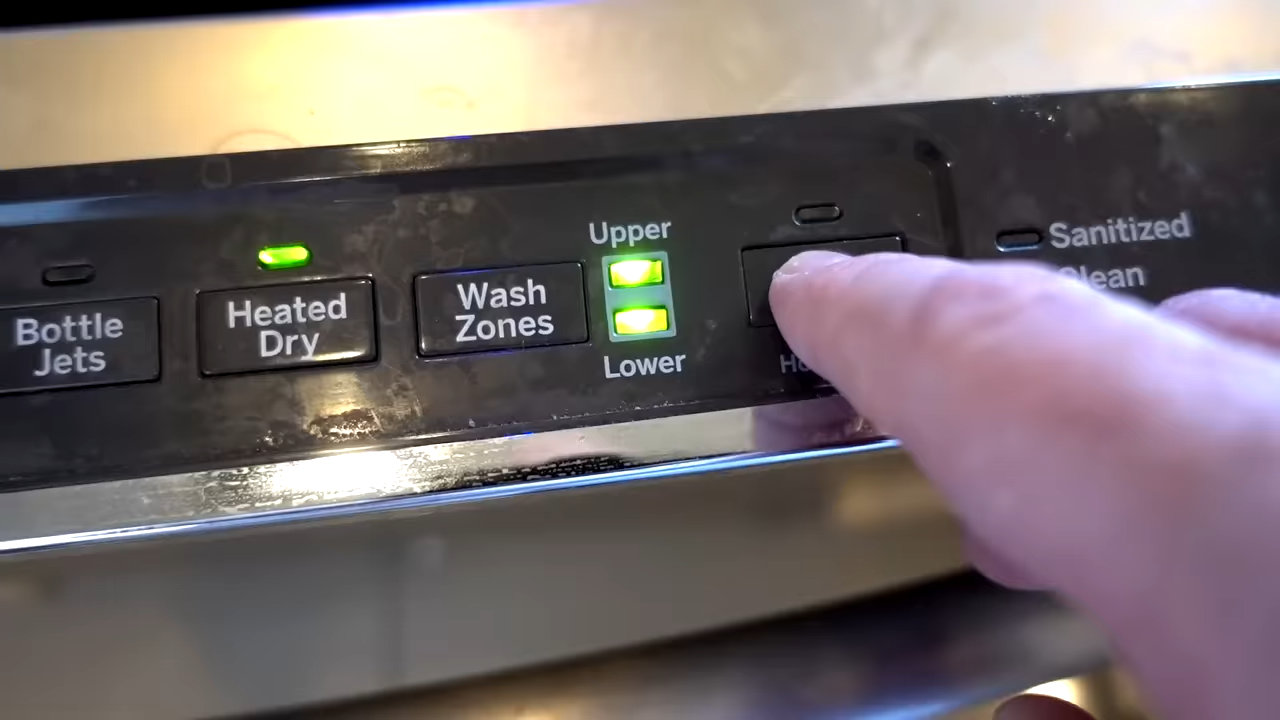 Bottle
Jets
Heated
Dry
Wash
Zones
Upper
Lower
Sanitized